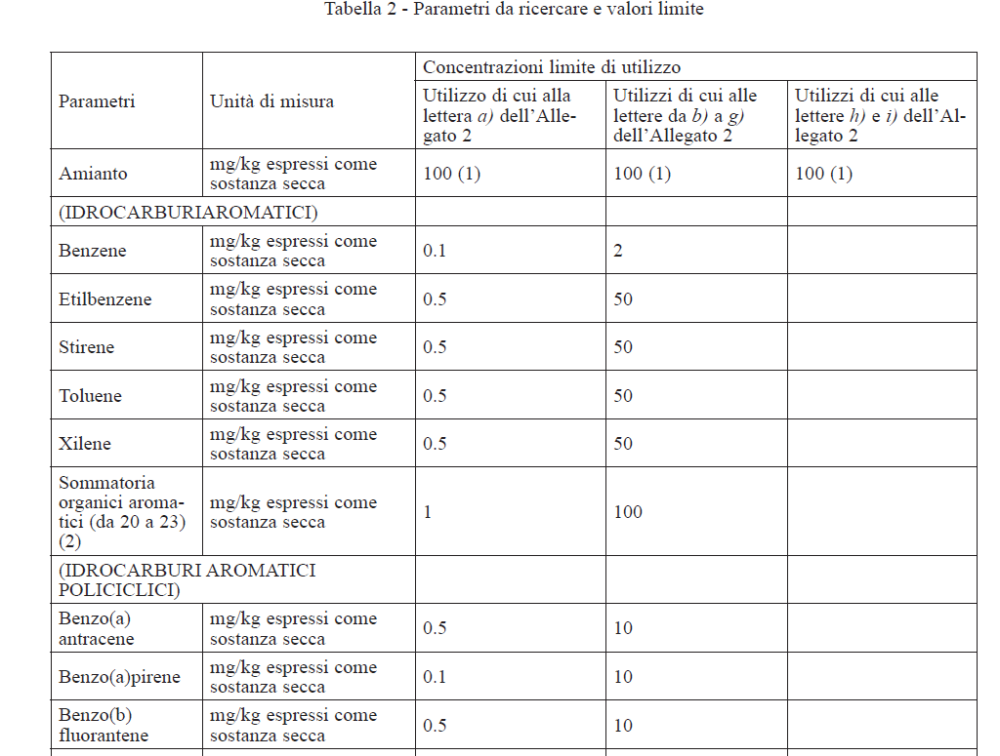 Tabella 2 - Parametri da ricercare e valori limite
Parametri
Unità di misura
Concentrazioni limite di utilizzo
Utilizzo di cui alla
lettera a) dell'Alle-
gato 2
Utilizzi di cui alle
lettere da b) a g)
dell'Allegato 2
Utilizzi di cui alle
lettere h) e i) dell'Al-
legato 2
Amianto
mg/kg espressi come
sostanza secca
100 (1)
100 (1)
100 (1)
(IDROCARBURIAROMATICI)
Benzene
mg/kg espressi come
sostanza secca
0.1
2
Etilbenzene
mg/kg espressi come
sostanza secca
0.5
50
Stirene
mg/kg espressi come
sostanza secca
0.5
50
Toluene
mg/kg espressi come
sostanza secca
0.5
50
Xilene
mg/kg espressi come
sostanza secca
0.5
50
Sommatoria
organici aroma-
tici (da 20 a 23)
(2)
mg/kg espressi come
sostanza secca
1
100
(IDROCARBURI AROMATICI
POLICICLICI)
Benzo(a)
antracene
mg/kg espressi come
sostanza secca
0.5
10
Benzo(a)pirene
mg/kg espressi come
sostanza secca
0.1
10
Benzo(b)
fluorantene
mg/kg espressi come
sostanza secca
0.5
10